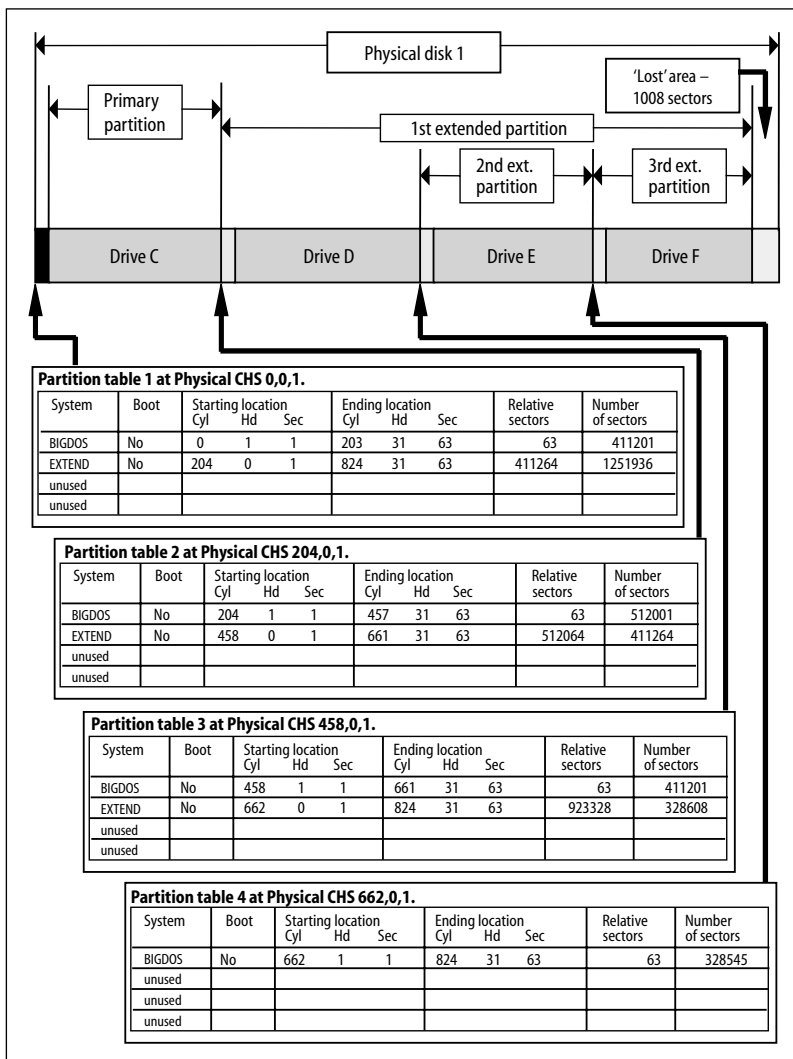 Physical disk 1
'Lost' area –
1008 sectors
Primary
partition
1st extended partition
2nd ext.
partition
3rd ext.
partition
Drive C
Drive D
Drive E
Drive F
Partition table 1 at Physical CHS 0,0,1.
System Boot Starting location Ending location Relative Number
Cyl Hd Sec Cyl Hd Sec sectors of sectors
BIGDOS No 0 1 1 203 31 63 63 411201
EXTEND No 204 0 1 824 31 63 411264 1251936
unused
unused
Partition table 2 at Physical CHS 204,0,1.
System Boot Starting location Ending location Relative Number
Cyl Hd Sec Cyl Hd Sec sectors of sectors
BIGDOS No 204 1 1 457 31 63 63 512001
EXTEND No 458 0 1 661 31 63 512064 411264
unused
unused
Partition table 3 at Physical CHS 458,0,1.
System Boot Starting location Ending location Relative Number
Cyl Hd Sec Cyl Hd Sec sectors of sectors
BIGDOS No 458 1 1 661 31 63 63 411201
EXTEND No 662 0 1 824 31 63 923328 328608
unused
unused
Partition table 4 at Physical CHS 662,0,1.
System Boot Starting location Ending location Relative Number
Cyl Hd Sec Cyl Hd Sec sectors of sectors
BIGDOS No 662 1 1 824 31 63 63 328545
unused
unused
unused